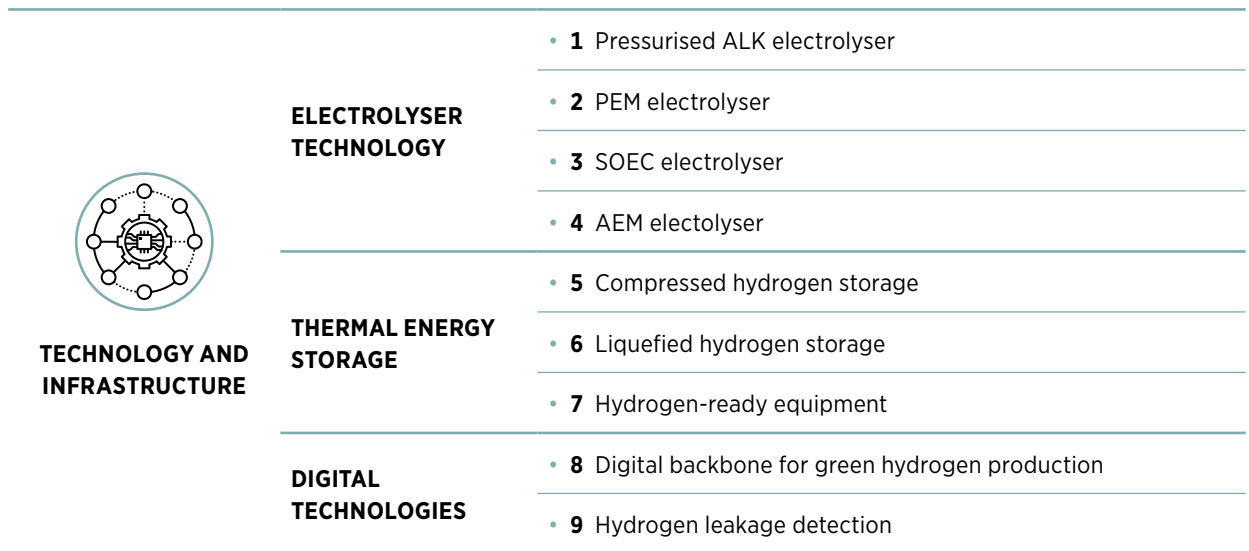 TECHNOLOGY AND
INFRASTRUCTURE
ELECTROLYSER
TECHNOLOGY
• 1 Pressurised ALK electrolyser
• 2 PEM electrolyser
• 3 SOEC electrolyser
• 4 AEM electolyser
THERMAL ENERGY
STORAGE
• 5 Compressed hydrogen storage
• 6 Liquefied hydrogen storage
• 7 Hydrogen-ready equipment
DIGITAL
TECHNOLOGIES
• 8 Digital backbone for green hydrogen production
• 9 Hydrogen leakage detection